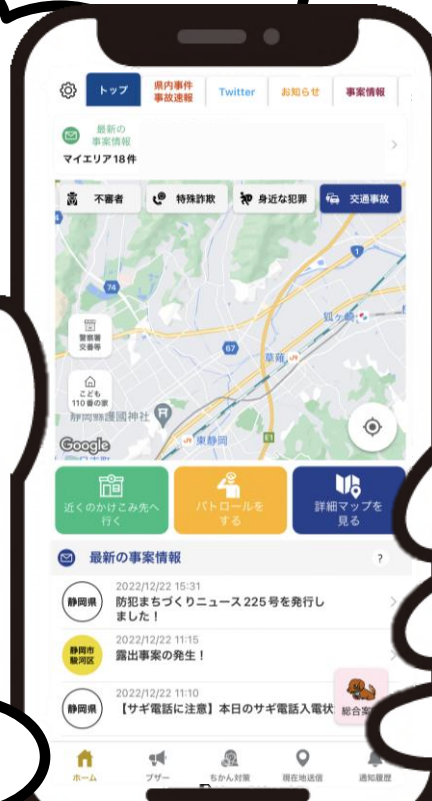 トップ
県内事件
事故速報
Twitter
お知らせ
事案情報
最新の
事案情報
マイエリア18件
不審者
特殊詐欺
身近な犯罪
交通事故
1
74
警察署
交番等
狐ヶ崎
67
草薙
JR
こども
110番の家
静岡縣護國神社
Google
JR 東静岡
E1
近くのかけこみ先へ
行く
パトロールを
する
詳細マップを
見る
最新の事案情報
?
2022/12/22 15:31
静岡県
防犯まちづくりニュース225号を発行し
ました!
2022/12/22 11:15
静岡市
駿河区
露出事案の発生!
2022/12/22 11:10
静岡県
【サギ電話に注意】本日のサギ電話入電状
総合案
ホーム
ブザー
ちかん対策
現在地送信
通知履歴